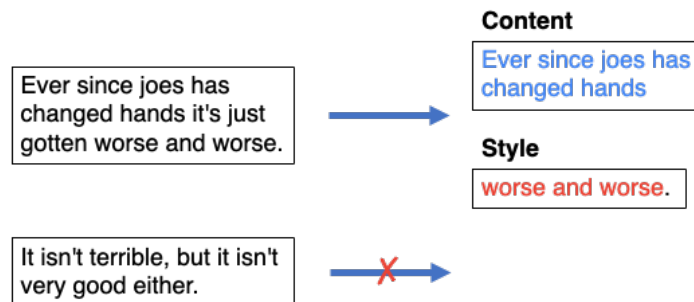 Content
Ever since joes has
changed hands
Ever since joes has
changed hands it's just
gotten worse and worse.
Style
worse and worse.
It isn't terrible, but it isn't
very good either.